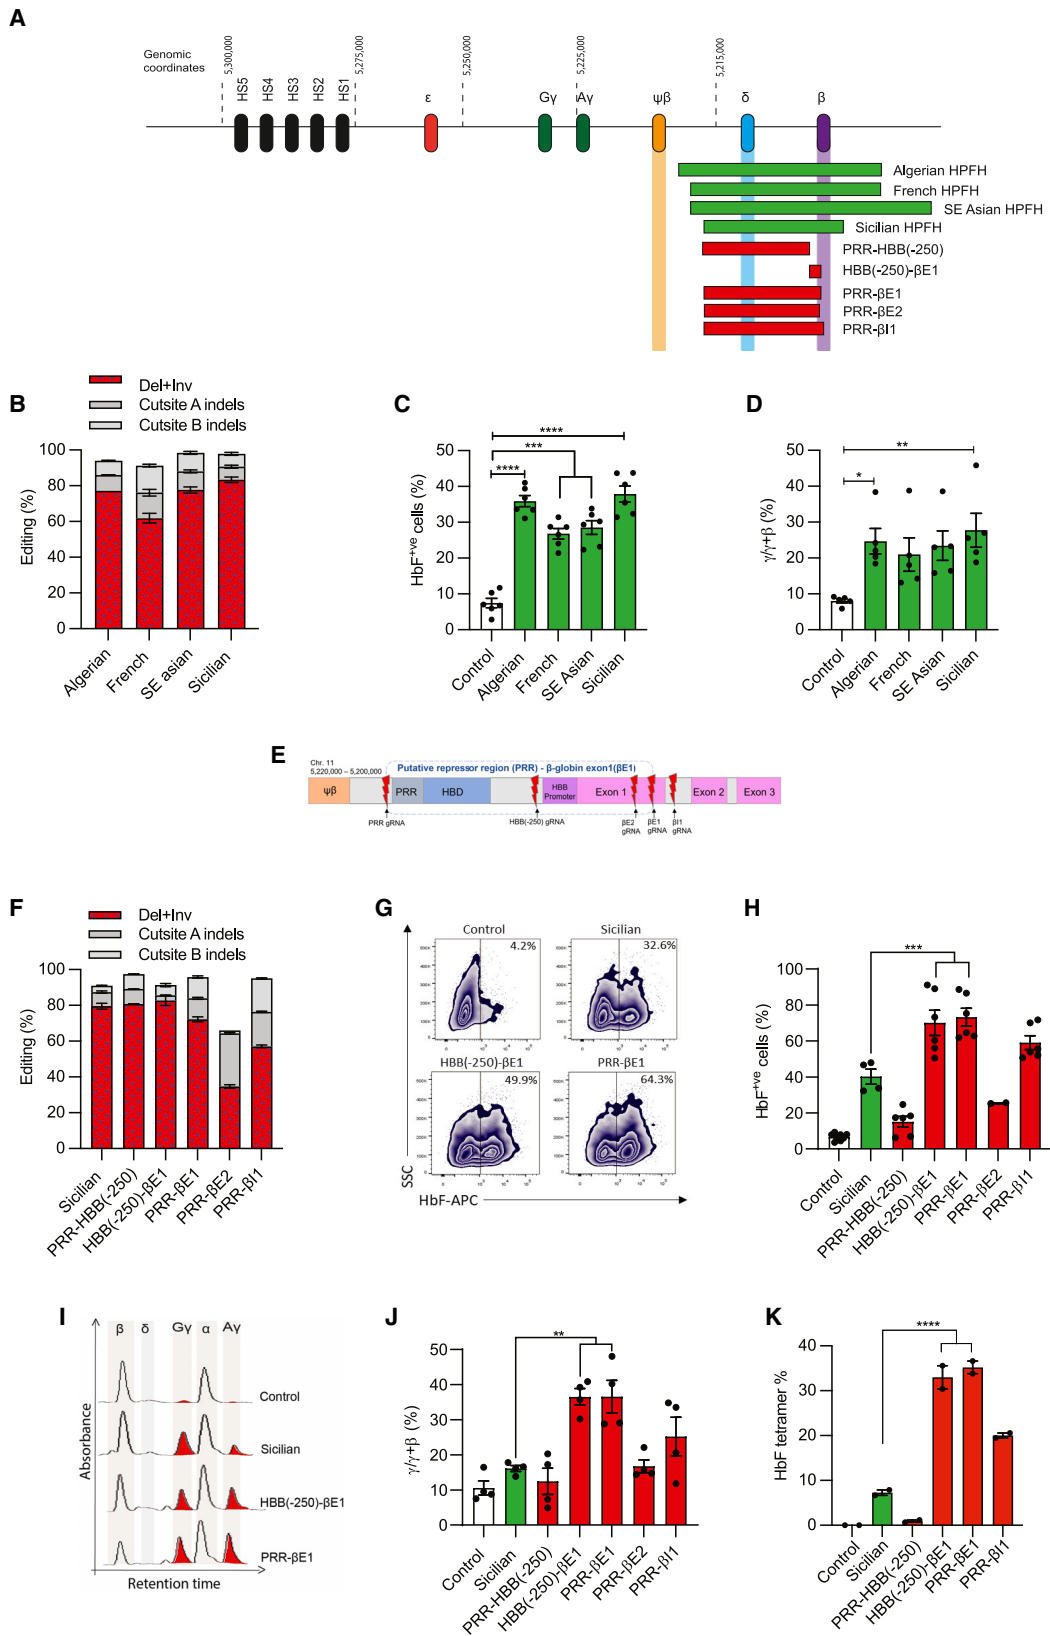 A
Genomic
coordinates
5,300,000
5,275,000
5,250,000
5,225,000
5,215,000
HS5
HS4
HS3
HS2
HS1
ε
Gγ
Aγ
ψβ
δ
β
Algerian HPFH
French HPFH
SE Asian HPFH
Sicilian HPFH
PRR-HBB(-250)
HBB(-250)-βE1
PRR-βE1
PRR-βE2
PRR-βI1
B
Del+Inv
Cutsite A indels
Cutsite B indels
Editing (%)
100
80
60
40
20
0
Algerian
French
SE asian
Sicilian
C
****
***
****
HbF+ve cells (%)
50
40
30
20
10
0
Control
Algerian
French
SE Asian
Sicilian
D
**
*
γ/γ+β (%)
50
40
30
20
10
0
Control
Algerian
French
SE Asian
Sicilian
E
Chr. 11
5,220,000 – 5,200,000
Putative repressor region (PRR) - β-globin exon1(βE1)
ψβ
PRR
HBD
HBB
Promoter
Exon 1
Exon 2
Exon 3
PRR gRNA
HBB(-250) gRNA
βE2
gRNA
βE1
gRNA
βI1
gRNA
F
Del+Inv
Cutsite A indels
Cutsite B indels
Editing (%)
100
80
60
40
20
0
Sicilian
PRR-HBB(-250)
HBB(-250)-βE1
PRR-βE1
PRR-βE2
PRR-βI1
G
Control
Sicilian
4.2%
32.6%
HBB(-250)-βE1
PRR-βE1
49.9%
64.3%
SSC
HbF-APC
H
***
HbF+ve cells (%)
100
80
60
40
20
0
Control
Sicilian
PRR-HBB(-250)
HBB(-250)-βE1
PRR-βE1
PRR-βE2
PRR-βI1
I
β
δ
Gγ
α
Aγ
Absorbance
Control
Sicilian
HBB(-250)-βE1
PRR-βE1
Retention time
J
**
γ/γ+β (%)
50
40
30
20
10
0
Control
Sicilian
PRR-HBB(-250)
HBB(-250)-βE1
PRR-βE1
PRR-βE2
PRR-βI1
K
****
HbF tetramer %
40
30
20
10
0
Control
Sicilian
PRR-HBB(-250)
HBB(-250)-βE1
PRR-βE1
PRR-βI1